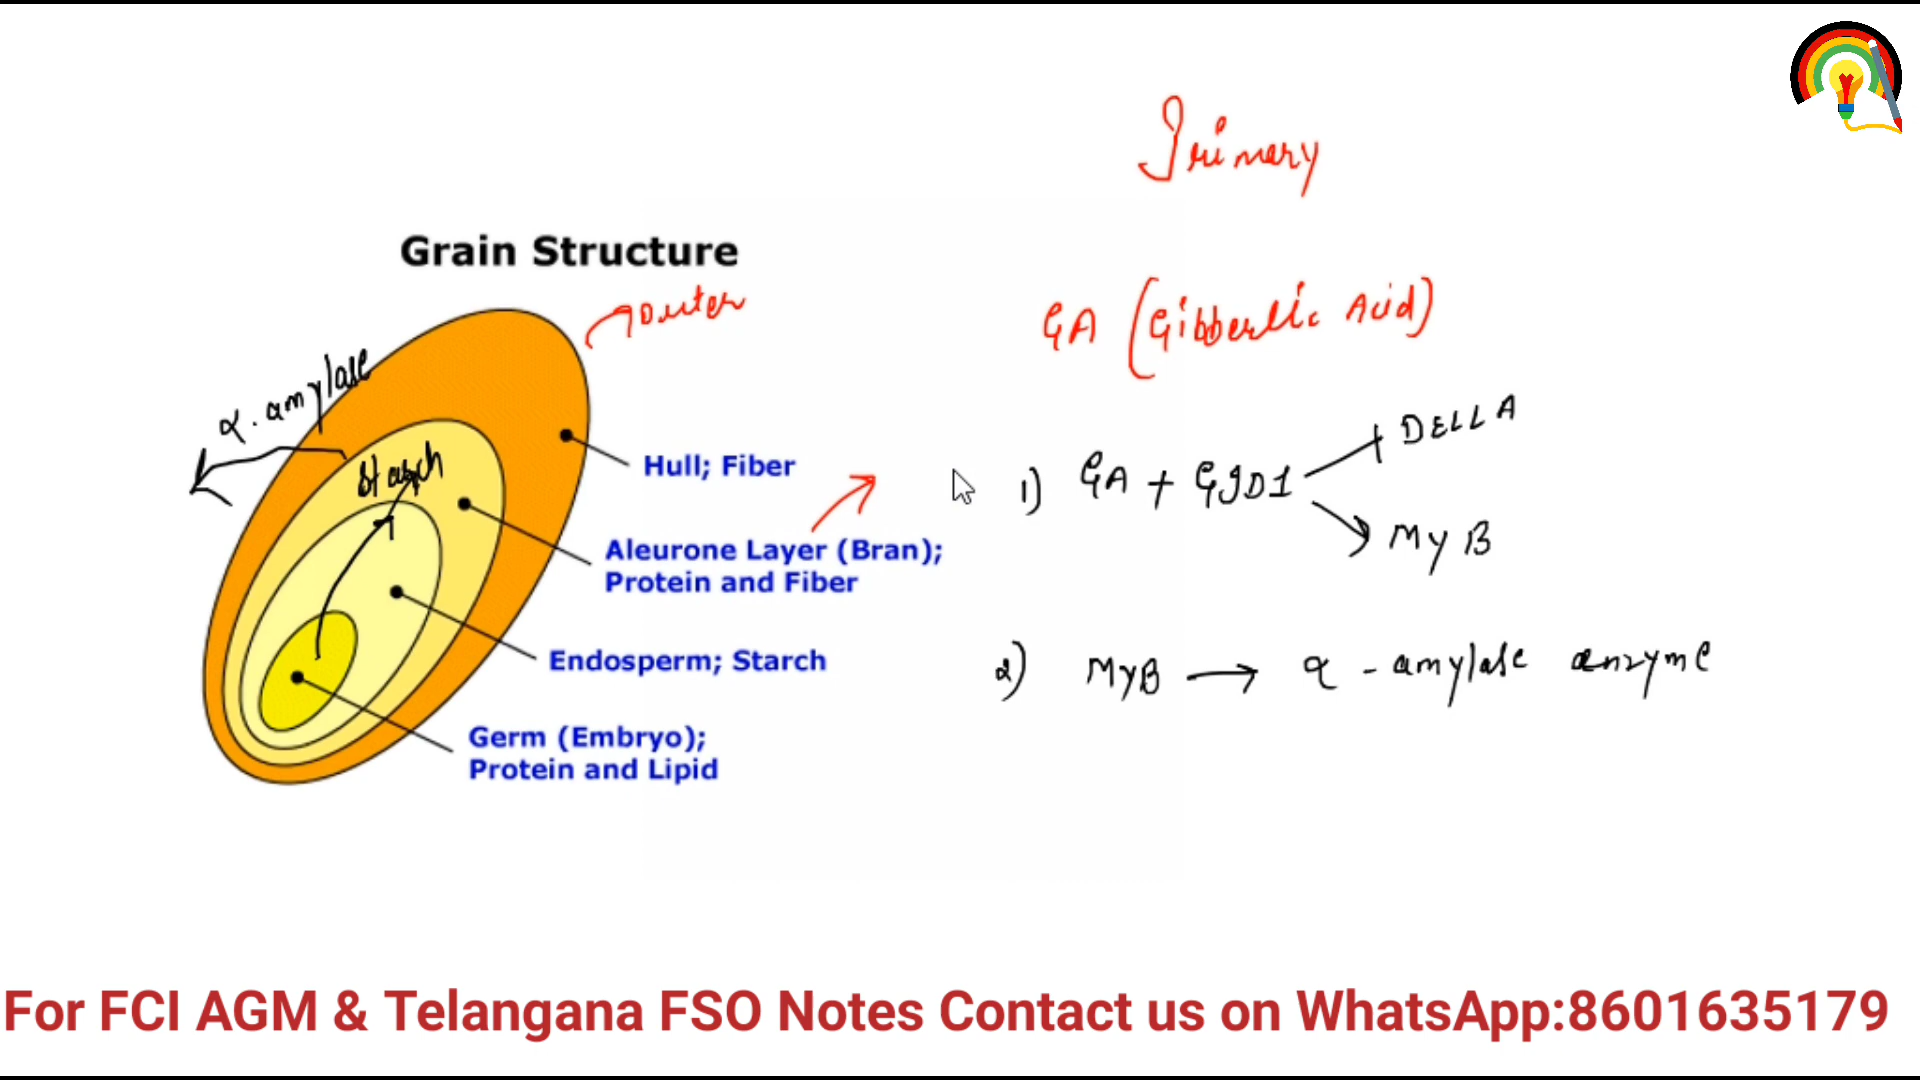 Primary
Grain Structure
Outer
GA (Gibberllic Acid)
α. amylase
Starch
Hull; Fiber
1) GA + GID1
DELLA
MYB
Aleurone Layer (Bran);
Protein and Fiber
Endosperm; Starch
2) MYB → α - amylase enzyme
Germ (Embryo);
Protein and Lipid
For FCI AGM & Telangana FSO Notes Contact us on WhatsApp:8601635179